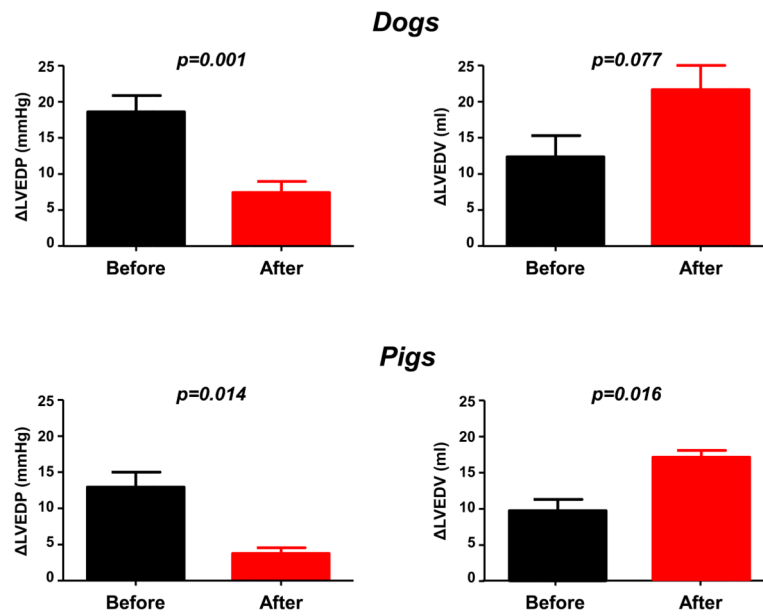 Dogs
p=0.001
ΔLVEDP (mmHg)
25
20
15
10
5
0
Before After
p=0.077
ΔLVEDV (ml)
25
20
15
10
5
0
Before After
Pigs
p=0.014
ΔLVEDP (mmHg)
25
20
15
10
5
0
Before After
p=0.016
ΔLVEDV (ml)
25
20
15
10
5
0
Before After